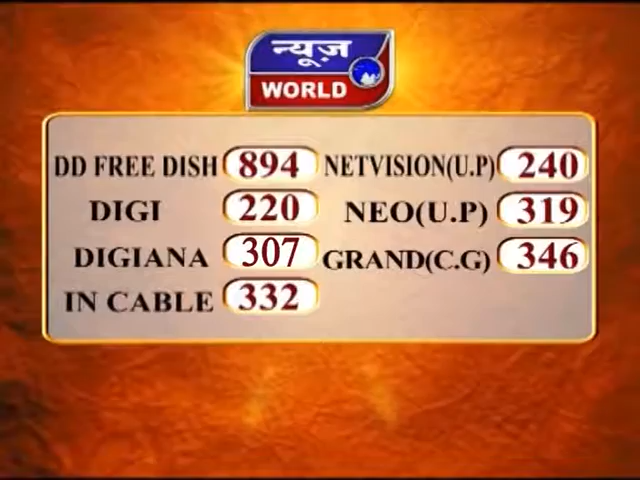 न्यूज़
WORLD
DD FREE DISH 894 NETVISION(U.P) 240
DIGI 220 NEO(U.P) 319
DIGIANA 307 GRAND(C.G) 346
IN CABLE 332